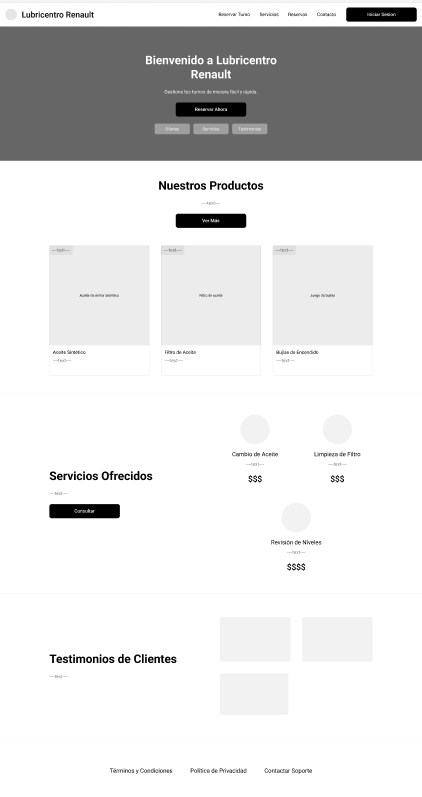 Lubricentro Renault
Reservar Turno Servicios Reservas Contacto Iniciar Sesion
Bienvenido a Lubricentro
Renault
Gestiona tus turnos de manera fácil y rápida.
Reservar Ahora
Ofertas Servicios Testimonios
Nuestros Productos
---text---
Ver Más
---text--- ---text--- ---text---
Aceite de motor sintético Filtro de aceite Juego de bujías
Aceite Sintético Filtro de Aceite Bujías de Encendido
---text--- ---text--- ---text---
Servicios Ofrecidos
---text---
Consultar
Cambio de Aceite Limpieza de Filtro
---text--- ---text---
$$$ $$$
Revisión de Niveles
---text---
$$$$
Testimonios de Clientes
---text---
Términos y Condiciones Política de Privacidad Contactar Soporte